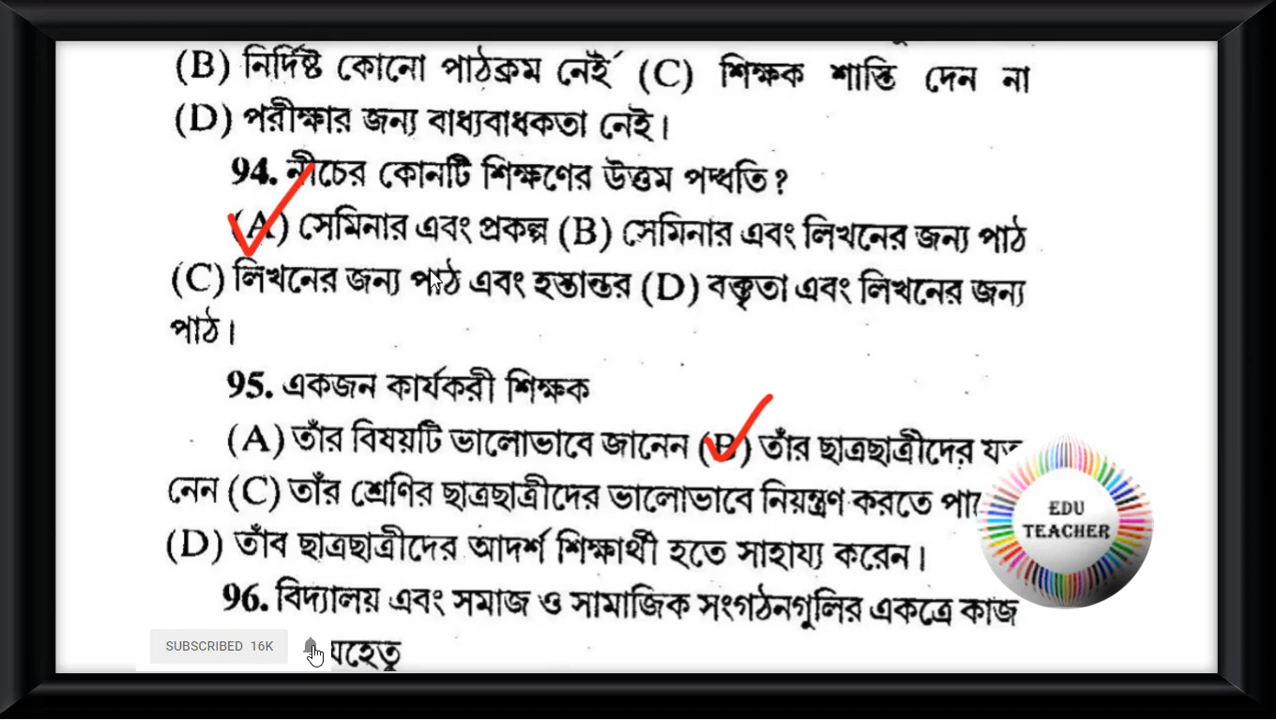 (B) নির্দিষ্ট কোনো পাঠক্রম নেই (C) শিক্ষক শাস্তি দেন না
(D) পরীক্ষার জন্য বাধ্যবাধকতা নেই।
94. নীচের কোনটি শিক্ষণের উত্তম পদ্ধতি?
(A) সেমিনার এবং প্রকল্প (B) সেমিনার এবং লিখনের জন্য পাঠ
(C) লিখনের জন্য পাঠ এবং হস্তান্তর (D) বক্তৃতা এবং লিখনের জন্য
পাঠ।
95. একজন কার্যকরী শিক্ষক
(A) তাঁর বিষয়টি ভালোভাবে জানেন (B) তাঁর ছাত্রছাত্রীদের যত্ন
নেন (C) তাঁর শ্রেণির ছাত্রছাত্রীদের ভালোভাবে নিয়ন্ত্রণ করতে
(D) তাঁব ছাত্রছাত্রীদের আদর্শ শিক্ষার্থী হতে সাহায্য করেন।
EDU
TEACHER
96. বিদ্যালয় এবং সমাজ ও সামাজিক সংগঠনগুলির একত্রে কাজ
SUBSCRIBED 16K